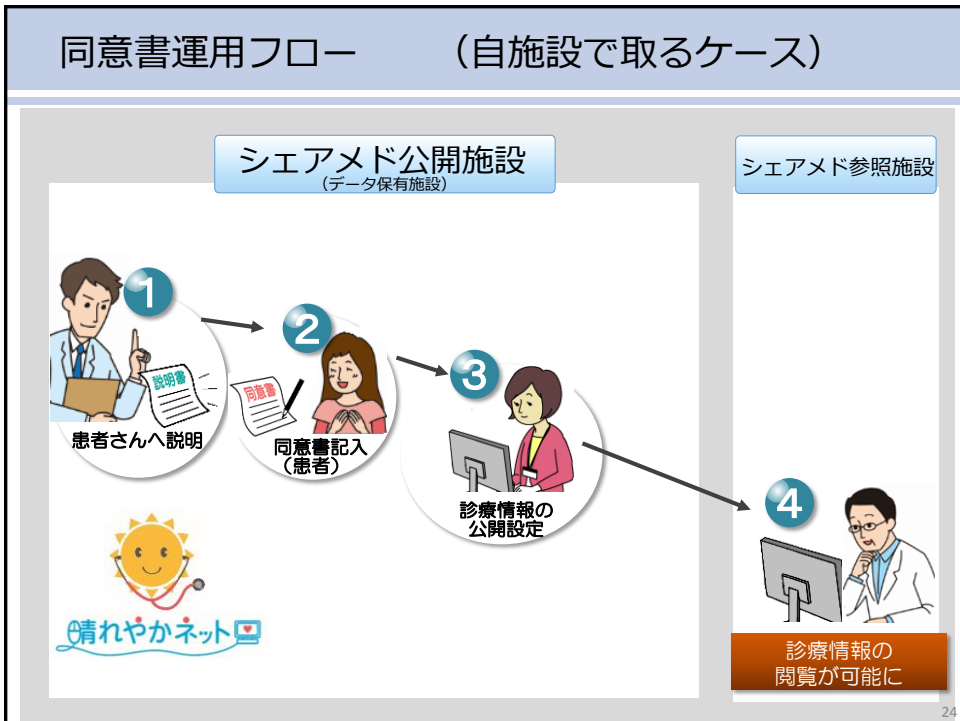 同意書運用フロー　　（自施設で取るケース）
シェアメド公開施設
（データ保有施設）
シェアメド参照施設
1
説明書
患者さんへ説明
2
同意書
同意書記入
（患者）
3
診療情報の
公開設定
4
診療情報の
閲覧が可能に
晴れやかネット
24